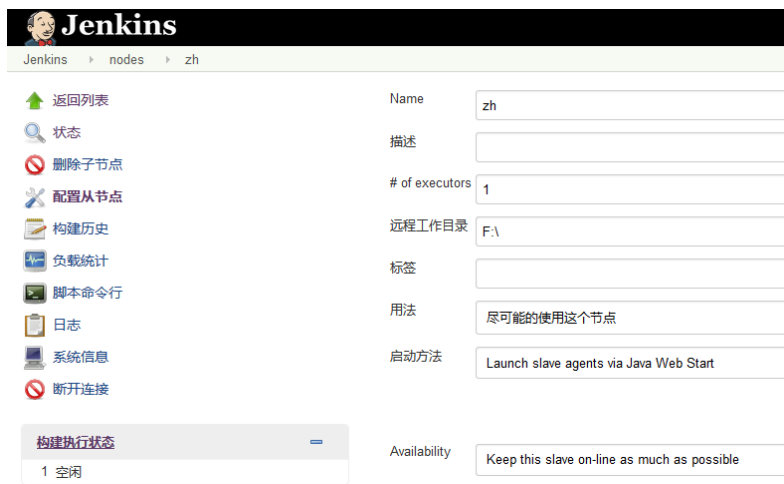 Jenkins
Jenkins nodes zh
返回列表
状态
删除子节点
配置从节点
构建历史
负载统计
脚本命令行
日志
系统信息
断开连接
构建执行状态
1 空闲
Name zh
描述
# of executors 1
远程工作目录 F:\
标签
用法 尽可能的使用这个节点
启动方法 Launch slave agents via Java Web Start
Availability Keep this slave on-line as much as possible